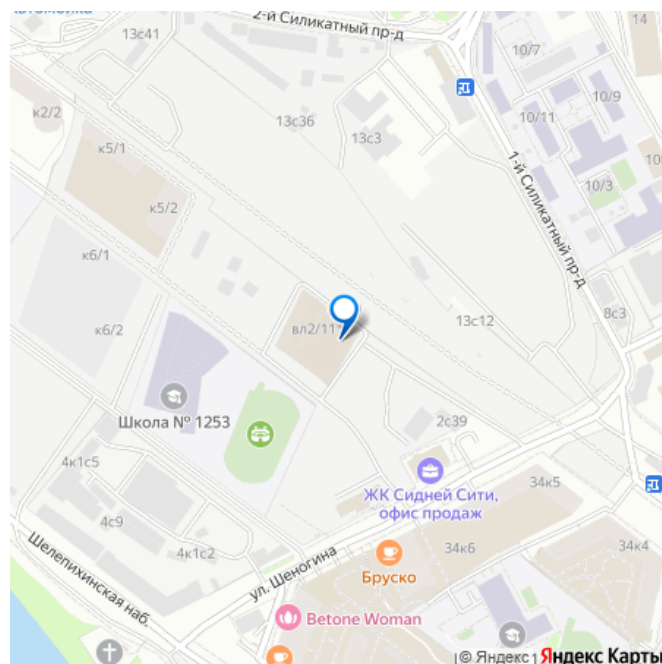 2-й Силикатный пр-д
13с41
14
10/7
к2/2
13с36
10/9
13с3
10/11
к5/1
1-й Силикатный пр-д
10/3
к5/2
к6/1
8с3
13с12
вл2/11
к6/2
Школа № 1253
2с39
4к1с5
ЖК Сидней Сити,
офис продаж
34к5
4с9
34к6
34к4
4к1с2
Шелепихинская наб.
ул. Шеногина
Бруско
Betone Woman
© Яндекс
Яндекс Карты